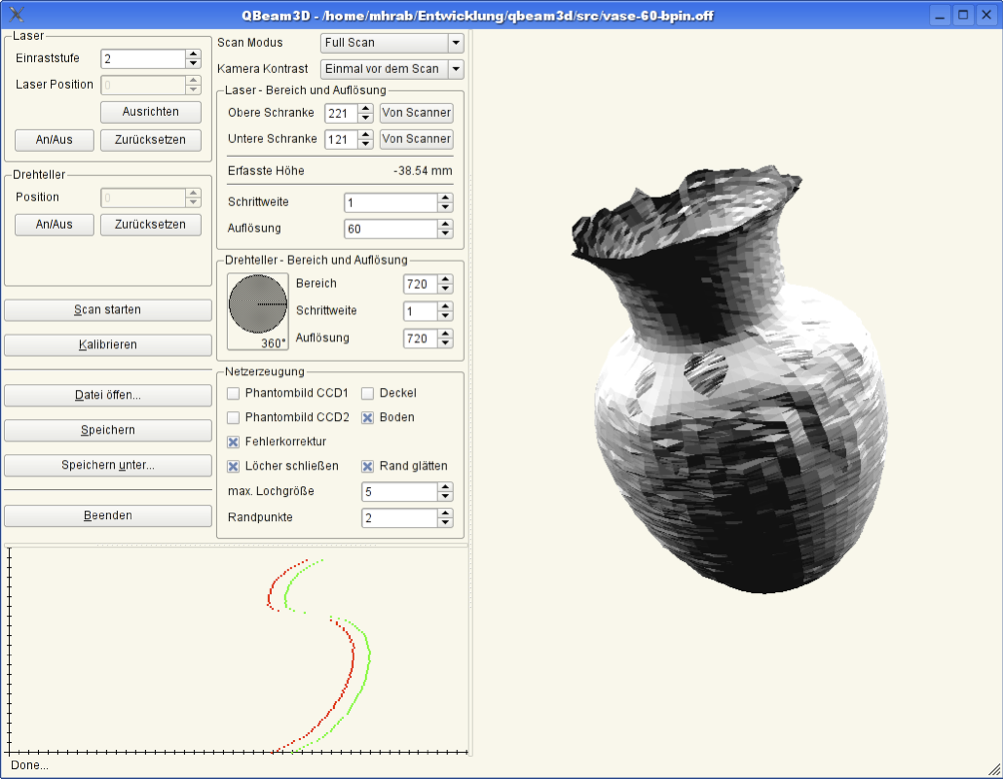 QBeam3D - /home/mhrab/Entwicklung/qbeam3d/src/vase-60-bpin.off
Laser
Einraststufe 2
Laser Position 0
Ausrichten
An/Aus Zurücksetzen
Drehteller
Position 0
An/Aus Zurücksetzen
Scan starten
Kalibrieren
Datei öffen...
Speichern
Speichern unter...
Beenden
Scan Modus Full Scan
Kamera Kontrast Einmal vor dem Scan
Laser - Bereich und Auflösung
Obere Schranke 221 Von Scanner
Untere Schranke 121 Von Scanner
Erfasste Höhe -38.54 mm
Schrittweite 1
Auflösung 60
Drehteller - Bereich und Auflösung
360°
Bereich 720
Schrittweite 1
Auflösung 720
Netzerzeugung
Phantombild CCD1 Deckel
Phantombild CCD2 Boden
Fehlerkorrektur
Löcher schließen Rand glätten
max. Lochgröße 5
Randpunkte 2
Done...